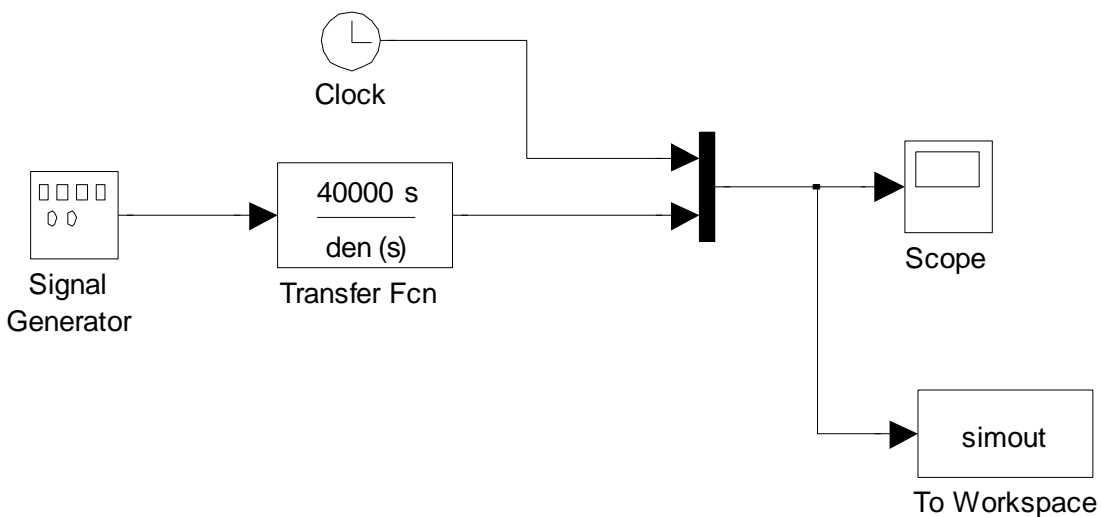 Clock
40000 s
den (s)
Transfer Fcn
Signal
Generator
Scope
simout
To Workspace